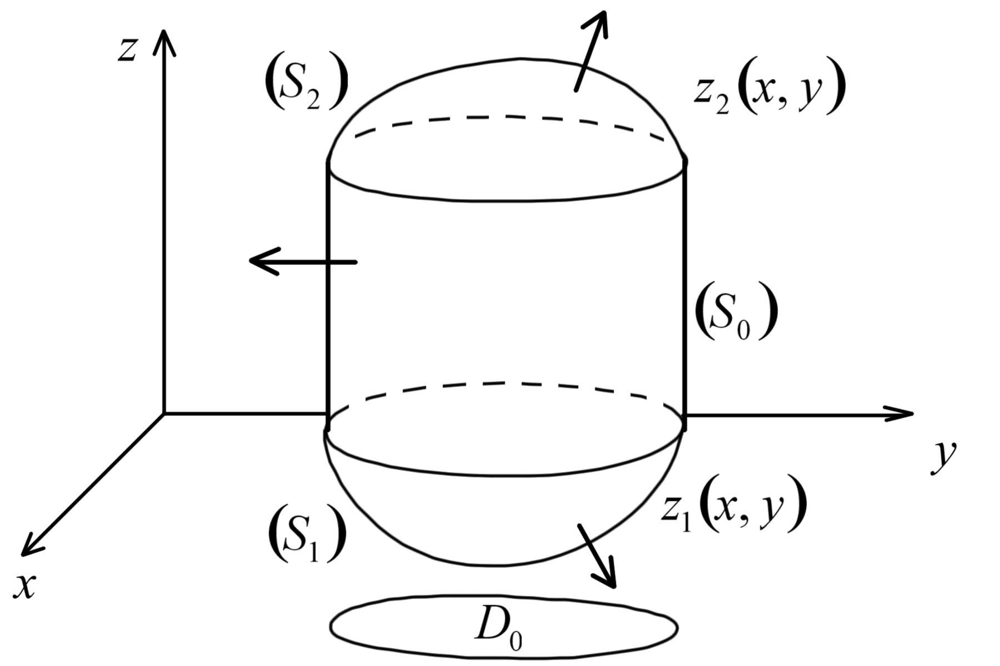 z
(S₂)
z₂(x, y)
(S₀)
y
z₁(x, y)
(S₁)
x
D₀